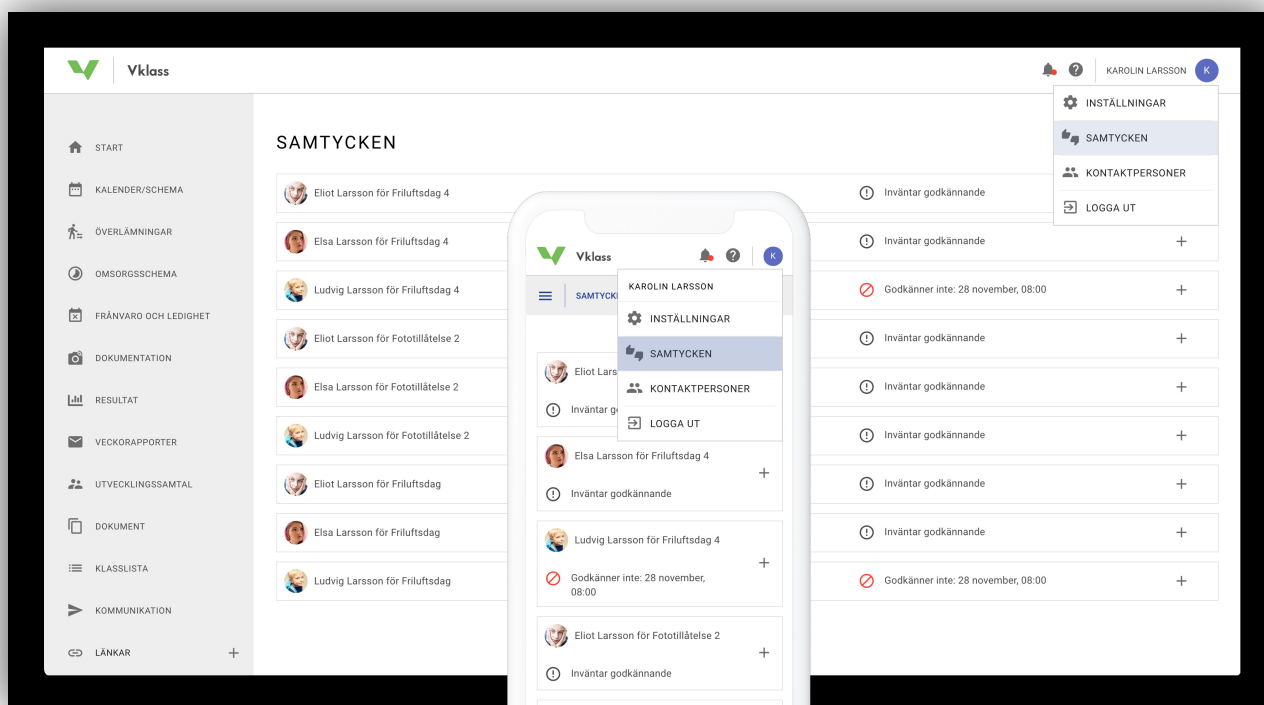 Vklass
KAROLIN LARSSON
K
INSTÄLLNINGAR
SAMTYCKEN
KONTAKTPERSONER
LOGGA UT
START
KALENDER/SCHEMA
ÖVERLÄMNINGAR
OMSORGSSCHEMA
FRÅNVARO OCH LEDIGHET
DOKUMENTATION
RESULTAT
VECKORAPPORTER
UTVECKLINGSSAMTAL
DOKUMENT
KLASSLISTA
KOMMUNIKATION
LÄNKAR
SAMTYCKEN
Eliot Larsson för Friluftsdag 4
Inväntar godkännande
Elsa Larsson för Friluftsdag 4
Inväntar godkännande
Ludvig Larsson för Friluftsdag 4
Godkänner inte: 28 november, 08:00
Eliot Larsson för Fototillåtelse 2
Inväntar godkännande
Elsa Larsson för Fototillåtelse 2
Inväntar godkännande
Ludvig Larsson för Fototillåtelse 2
Inväntar godkännande
Eliot Larsson för Friluftsdag
Inväntar godkännande
Elsa Larsson för Friluftsdag
Inväntar godkännande
Ludvig Larsson för Friluftsdag
Godkänner inte: 28 november, 08:00
Vklass
K
KAROLIN LARSSON
INSTÄLLNINGAR
SAMTYCKEN
KONTAKTPERSONER
LOGGA UT
Eliot
Elsa Larsson för Friluftsdag 4
Inväntar godkännande
Ludvig Larsson för Friluftsdag 4
Godkänner inte: 28 november,
08:00
Eliot Larsson för Fototillåtelse 2
Inväntar godkännande